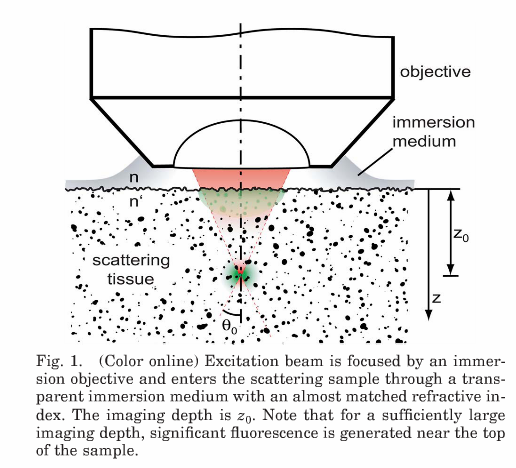 objective
immersion
medium
n
n'
scattering
tissue
z₀
z
θ₀
Fig. 1. (Color online) Excitation beam is focused by an immer-
sion objective and enters the scattering sample through a trans-
parent immersion medium with an almost matched refractive in-
dex. The imaging depth is z₀. Note that for a sufficiently large
imaging depth, significant fluorescence is generated near the top
of the sample.